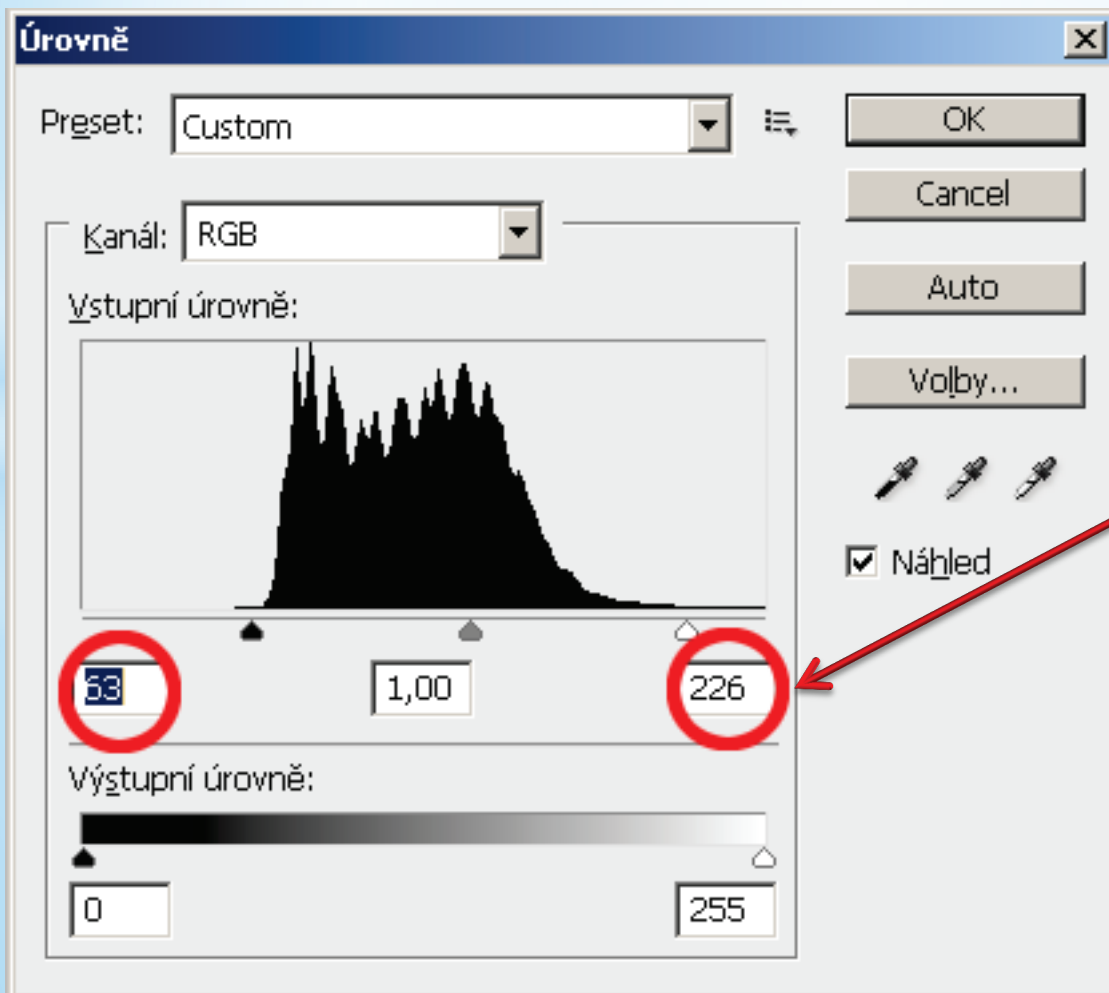 Úrovně
Preset: Custom
OK
Cancel
Kanál: RGB
Auto
Vstupní úrovně:
Volby...
Náhled
63 1,00 226
Výstupní úrovně:
0 255